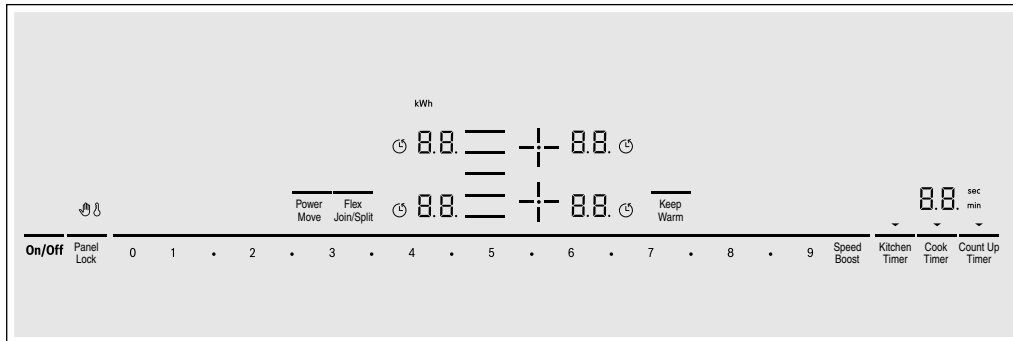 kWh
8.8. 8.8.
Power Move
Flex Join/Split
8.8. 8.8.
Keep Warm
8.8. sec min
On/Off
Panel Lock
0 1 • 2 • 3 • 4 • 5 • 6 • 7 • 8 • 9
Speed Boost
Kitchen Timer
Cook Timer
Count Up Timer